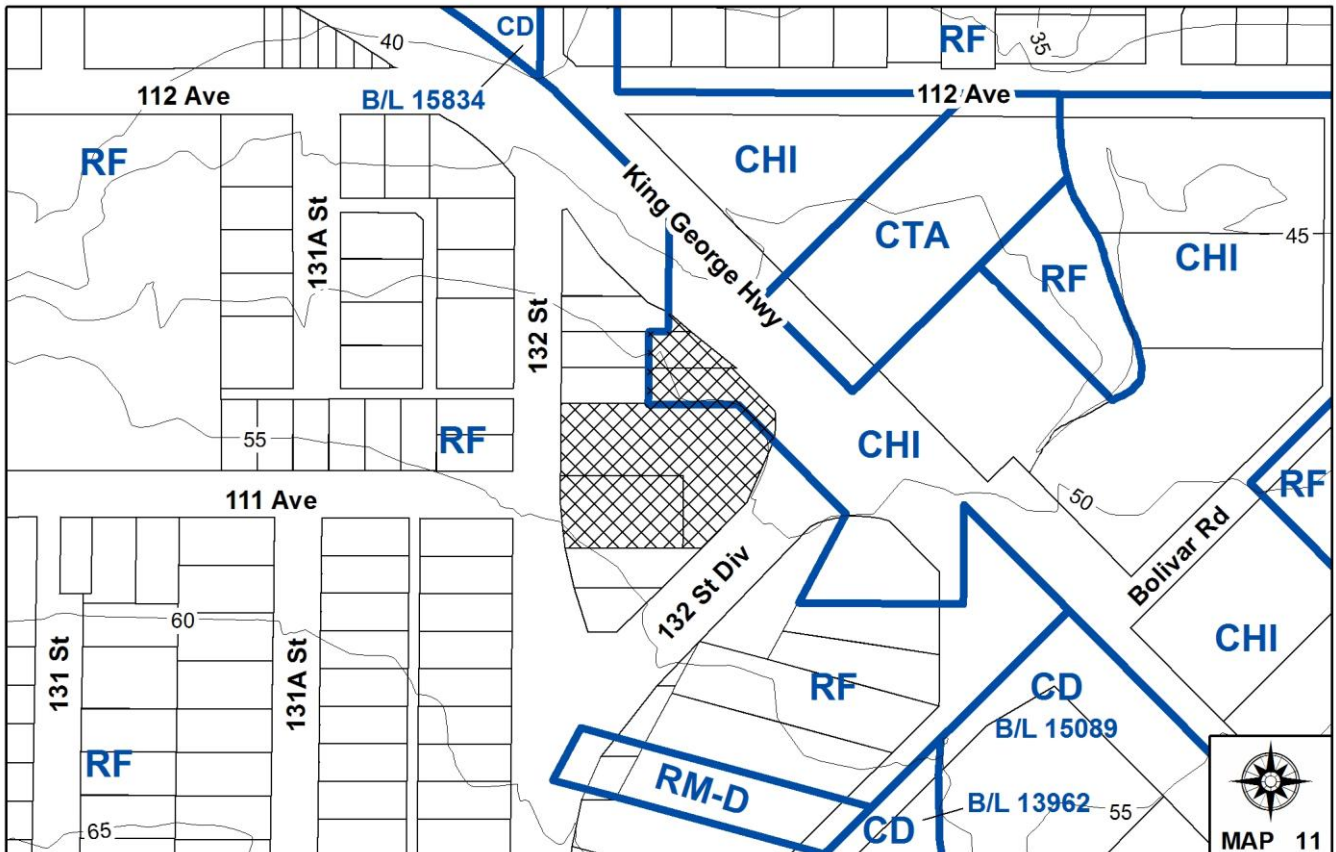 CD
40
RF
35
112 Ave
B/L 15834
112 Ave
RF
CHI
King George Hwy
131A St
CTA
CHI
45
RF
132 St
55
RF
CHI
50
RF
111 Ave
Bolivar Rd
132 St Div
60
131 St
131A St
RF
CHI
CD
B/L 15089
RF
RM-D
B/L 13962
55
CD
65
MAP 11